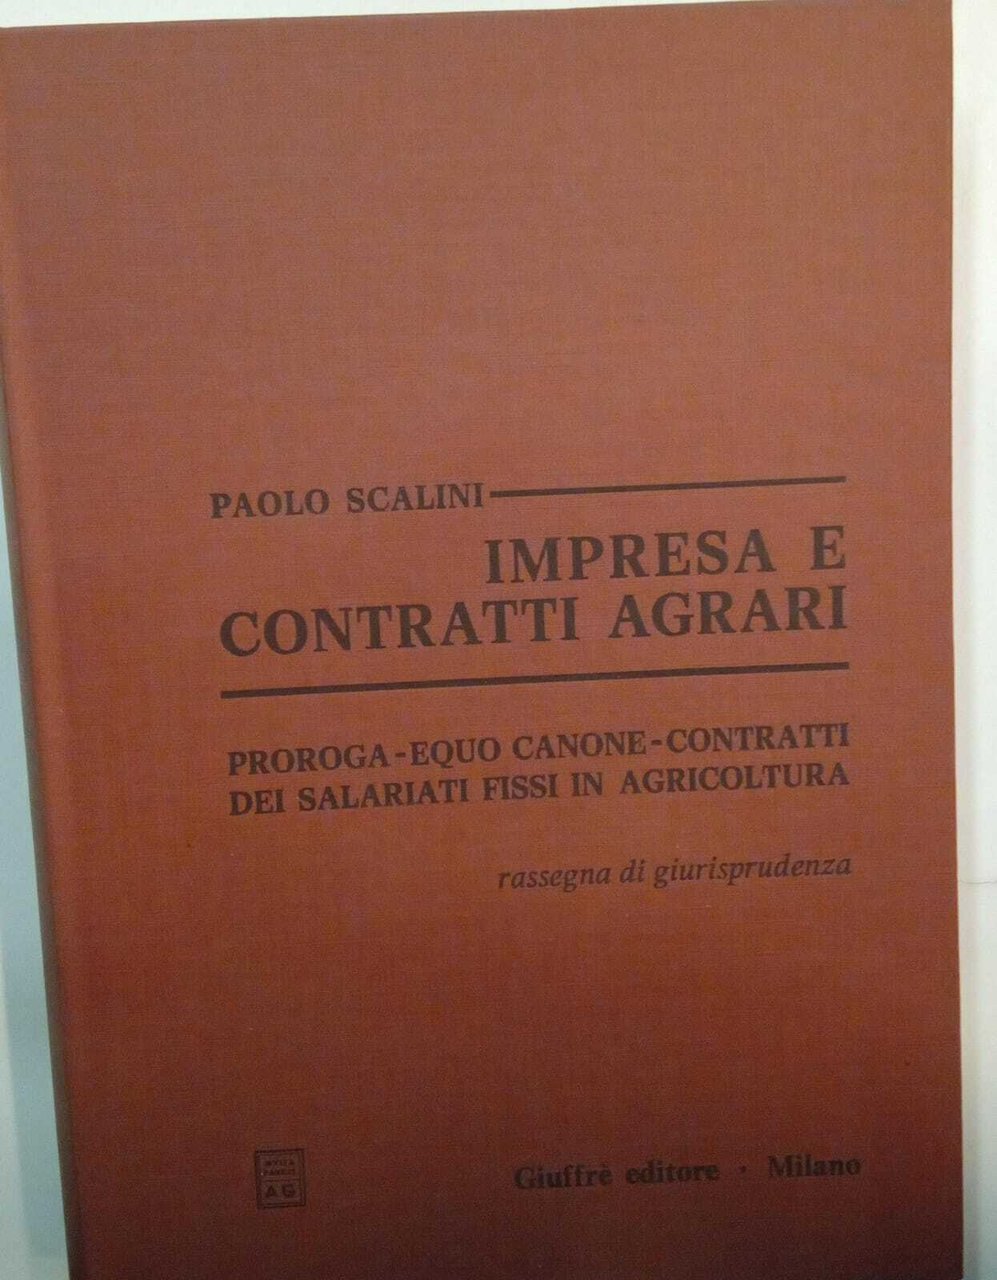 PAOLO SCALINI
IMPRESA E
CONTRATTI AGRARI
PROROGA-EQUO CANONE-CONTRATTI
DEI SALARIATI FISSI IN AGRICOLTURA
rassegna di giurisprudenza
AG
Giuffrè editore · Milano